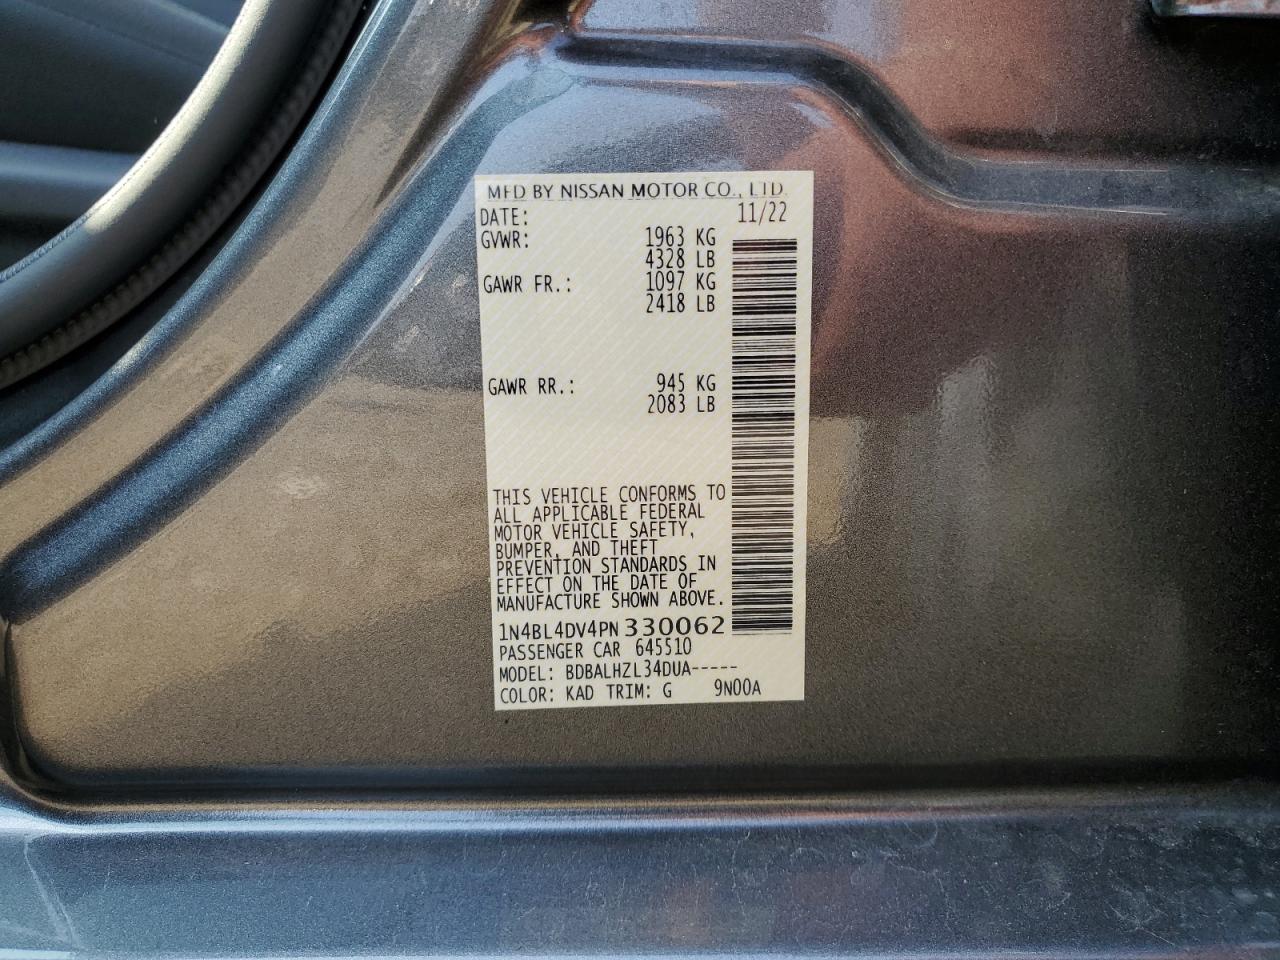 MFD BY NISSAN MOTOR CO., LTD.
DATE: 11/22
GVWR: 1963 KG
4328 LB
GAWR FR.: 1097 KG
2418 LB
GAWR RR.: 945 KG
2083 LB
THIS VEHICLE CONFORMS TO
ALL APPLICABLE FEDERAL
MOTOR VEHICLE SAFETY,
BUMPER, AND THEFT
PREVENTION STANDARDS IN
EFFECT ON THE DATE OF
MANUFACTURE SHOWN ABOVE.
1N4BL4DV4PN330062
PASSENGER CAR 645510
MODEL: BDBALHZL34DUA-----
COLOR: KAD TRIM: G 9N00A